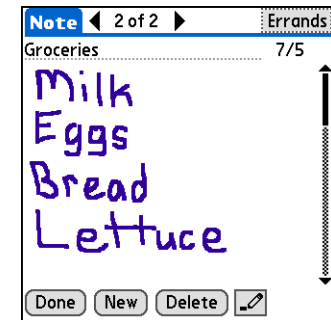 Note 2 of 2 Errands
Groceries 7/5
Milk
Eggs
Bread
Lettuce
Done New Delete